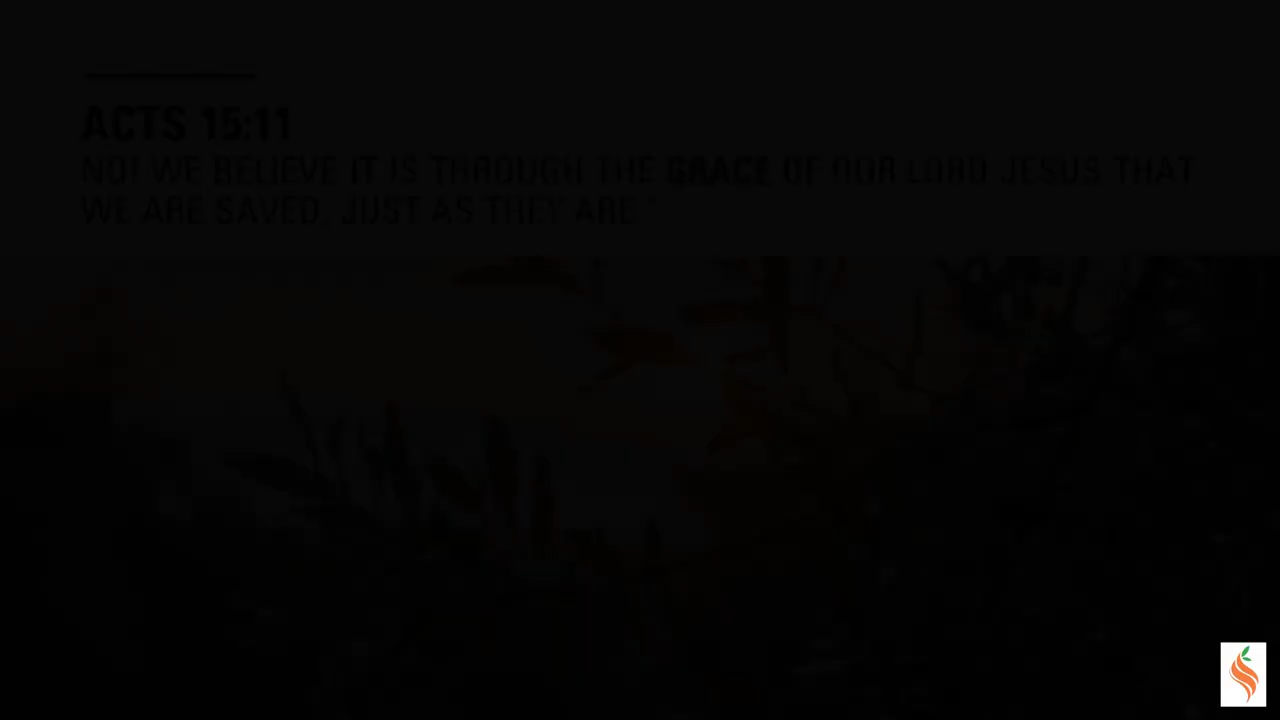 ACTS 15:11
NO! WE BELIEVE IT IS THROUGH THE GRACE OF OUR LORD JESUS THAT
WE ARE SAVED, JUST AS THEY ARE."